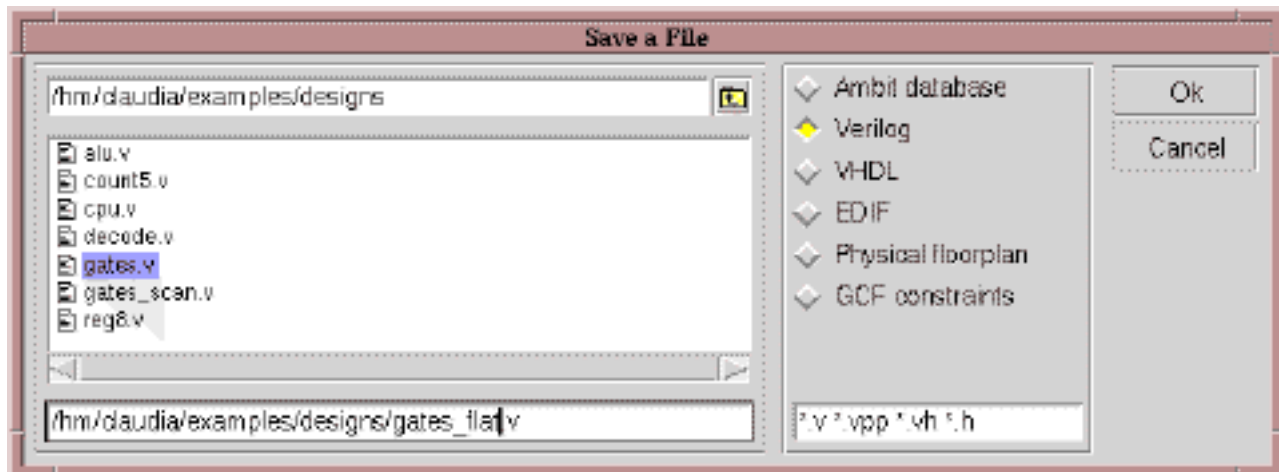 Save a File
/hm/claudia/examples/designs
alu.v
count5.v
cpu.v
decode.v
gates.v
gates_scan.v
reg8.v
/hm/claudia/examples/designs/gates_flat.v
Ambit database
Verilog
VHDL
EDIF
Physical floorplan
GCF constraints
*.v *.vpp *.vh *.h
Ok
Cancel